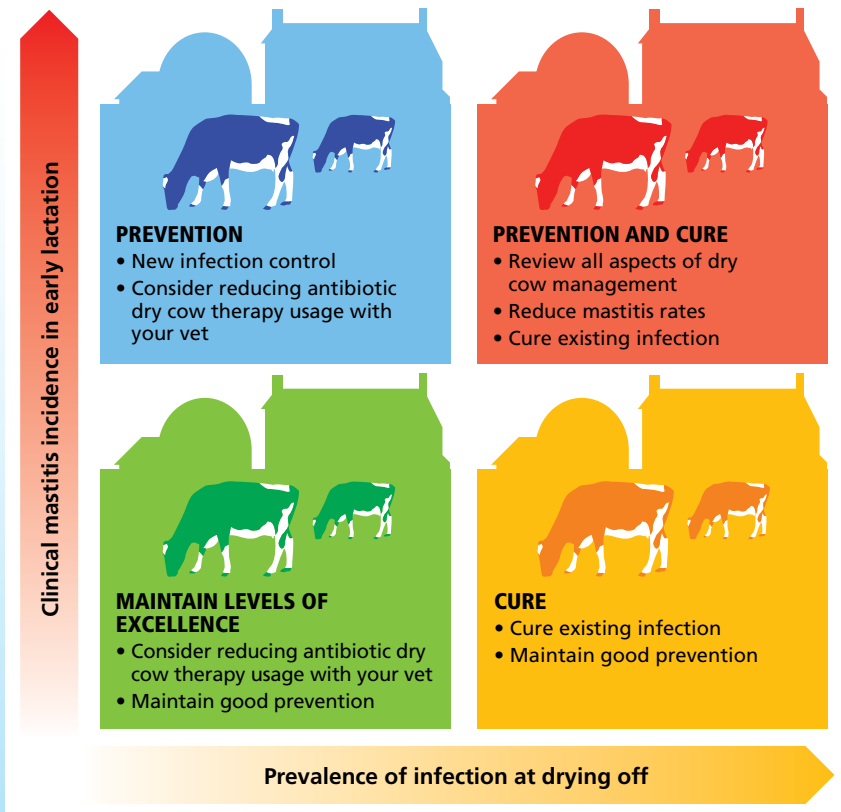 Clinical mastitis incidence in early lactation
PREVENTION
• New infection control
• Consider reducing antibiotic
dry cow therapy usage with
your vet
PREVENTION AND CURE
• Review all aspects of dry
cow management
• Reduce mastitis rates
• Cure existing infection
MAINTAIN LEVELS OF
EXCELLENCE
• Consider reducing antibiotic dry
cow therapy usage with your vet
• Maintain good prevention
CURE
• Cure existing infection
• Maintain good prevention
Prevalence of infection at drying off